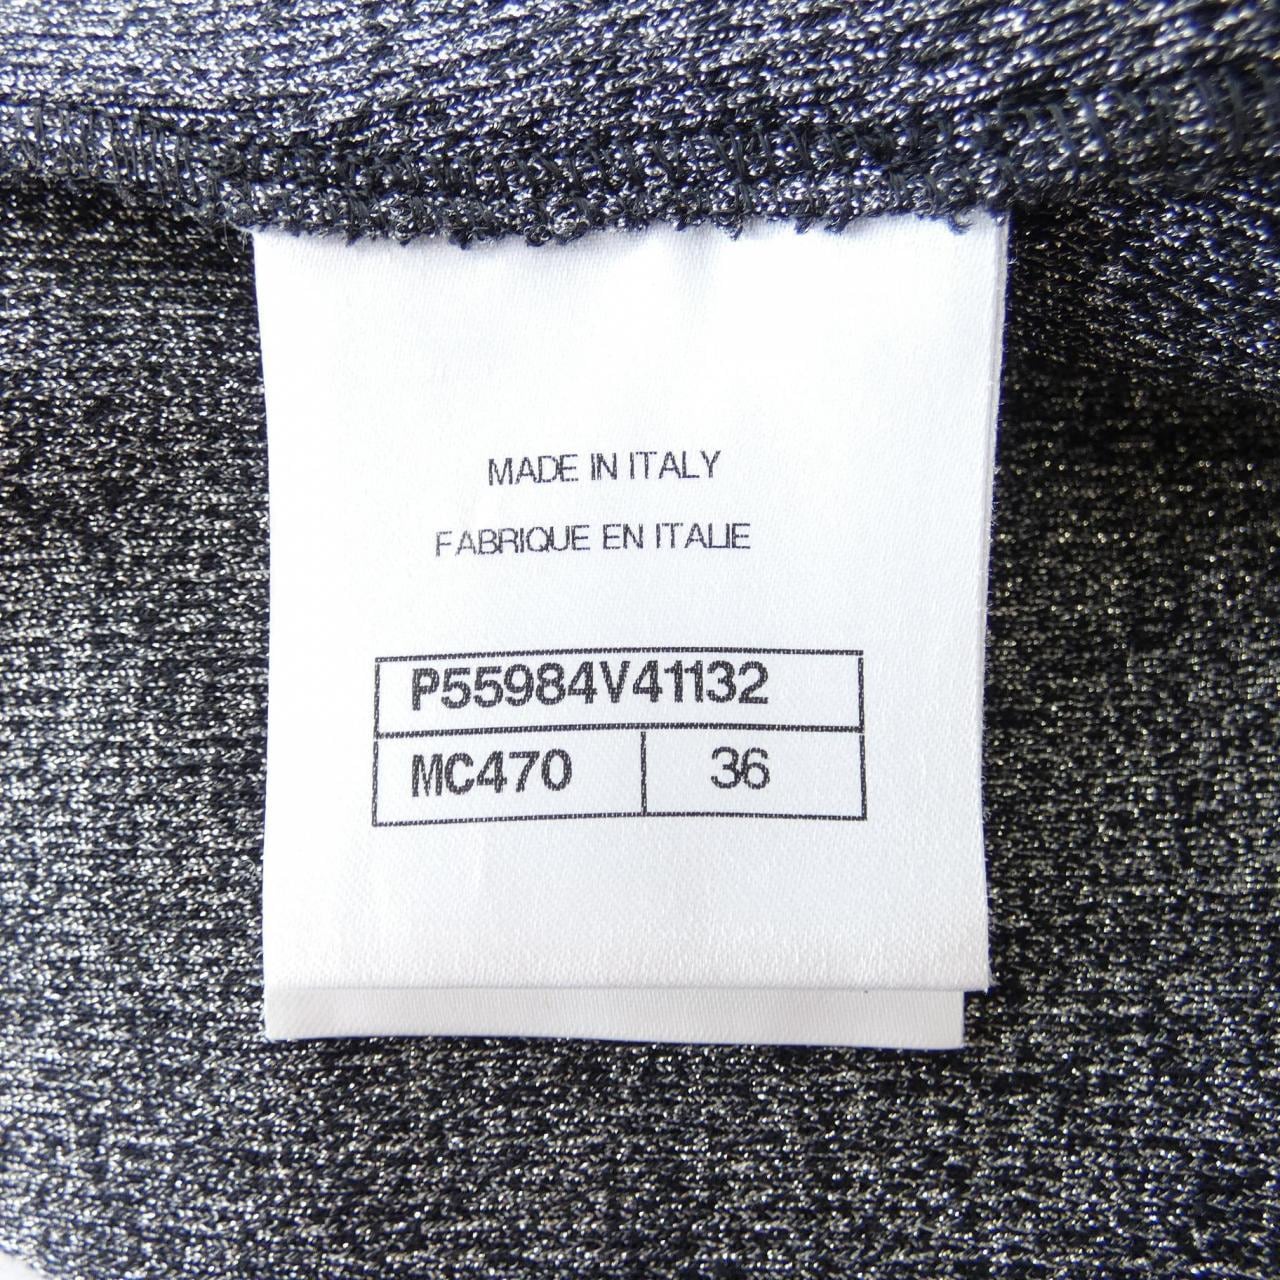 MADE IN ITALY
FABRIQUE EN ITALIE
P55984V41132
MC470 36